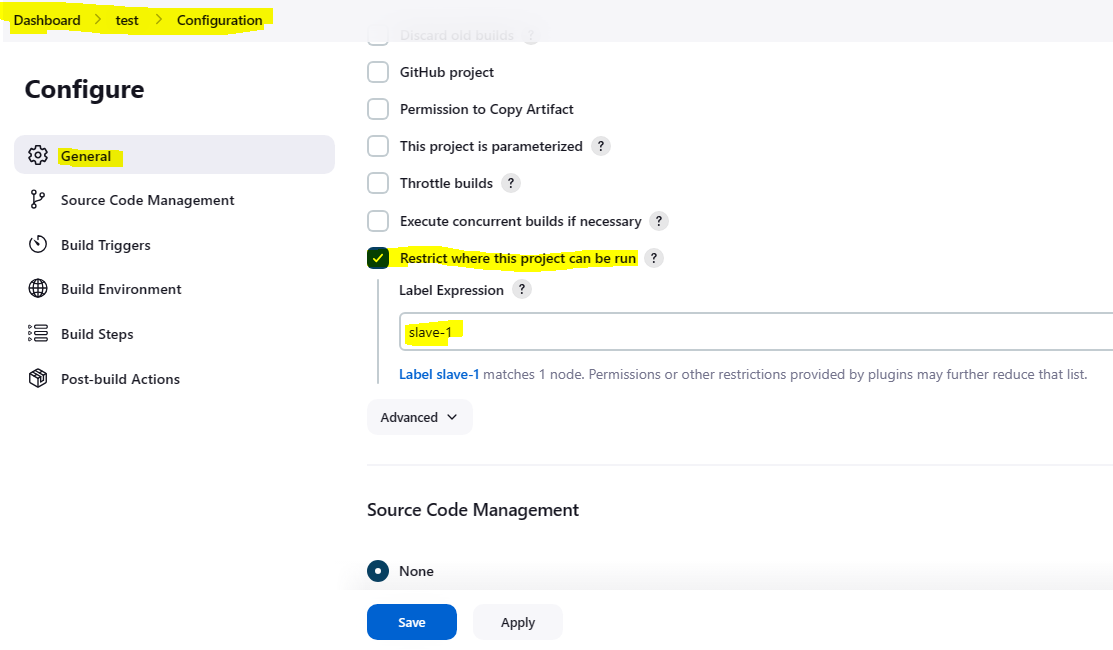 Dashboard > test > Configuration
Configure
General
Source Code Management
Build Triggers
Build Environment
Build Steps
Post-build Actions
Discard old builds ?
GitHub project
Permission to Copy Artifact
This project is parameterized ?
Throttle builds ?
Execute concurrent builds if necessary ?
Restrict where this project can be run ?
Label Expression ?
slave-1
Label slave-1 matches 1 node. Permissions or other restrictions provided by plugins may further reduce that list.
Advanced
Source Code Management
None
Save
Apply